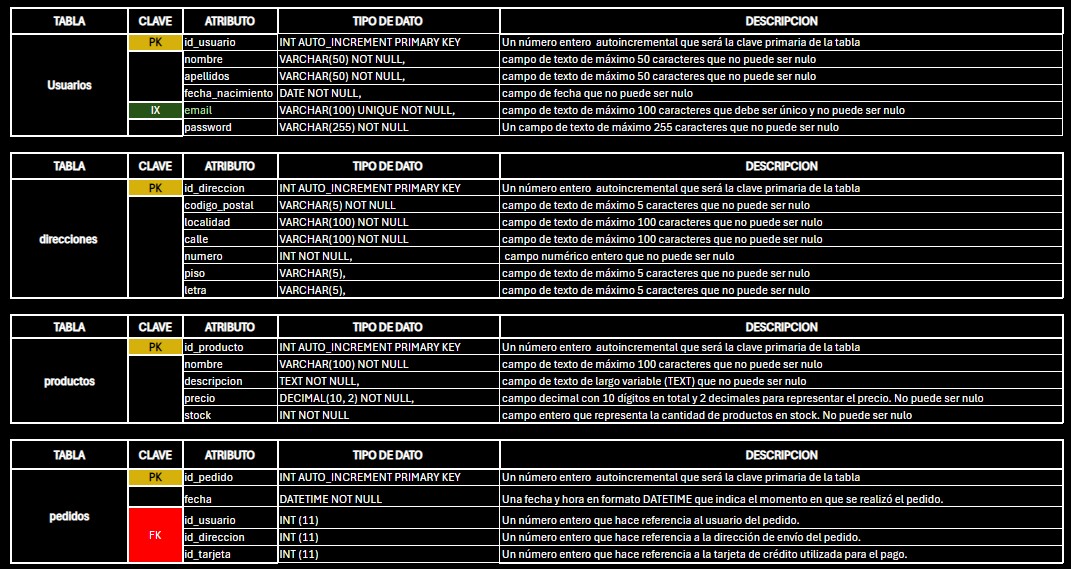 TABLA CLAVE ATRIBUTO TIPO DE DATO DESCRIPCION
Usuarios
PK id_usuario INT AUTO_INCREMENT PRIMARY KEY Un número entero autoincremental que será la clave primaria de la tabla
nombre VARCHAR(50) NOT NULL, campo de texto de máximo 50 caracteres que no puede ser nulo
apellidos VARCHAR(50) NOT NULL, campo de texto de máximo 50 caracteres que no puede ser nulo
fecha_nacimiento DATE NOT NULL, campo de fecha que no puede ser nulo
IX email VARCHAR(100) UNIQUE NOT NULL, campo de texto de máximo 100 caracteres que debe ser único y no puede ser nulo
password VARCHAR(255) NOT NULL Un campo de texto de máximo 255 caracteres que no puede ser nulo
TABLA CLAVE ATRIBUTO TIPO DE DATO DESCRIPCION
direcciones
PK id_direccion INT AUTO_INCREMENT PRIMARY KEY Un número entero autoincremental que será la clave primaria de la tabla
codigo_postal VARCHAR(5) NOT NULL campo de texto de máximo 5 caracteres que no puede ser nulo
localidad VARCHAR(100) NOT NULL campo de texto de máximo 100 caracteres que no puede ser nulo
calle VARCHAR(100) NOT NULL campo de texto de máximo 100 caracteres que no puede ser nulo
numero INT NOT NULL, campo numérico entero que no puede ser nulo
piso VARCHAR(5), campo de texto de máximo 5 caracteres que no puede ser nulo
letra VARCHAR(5), campo de texto de máximo 5 caracteres que no puede ser nulo
TABLA CLAVE ATRIBUTO TIPO DE DATO DESCRIPCION
productos
PK id_producto INT AUTO_INCREMENT PRIMARY KEY Un número entero autoincremental que será la clave primaria de la tabla
nombre VARCHAR(100) NOT NULL campo de texto de máximo 100 caracteres que no puede ser nulo
descripcion TEXT NOT NULL, campo de texto de largo variable (TEXT) que no puede ser nulo
precio DECIMAL(10, 2) NOT NULL, campo decimal con 10 dígitos en total y 2 decimales para representar el precio. No puede ser nulo
stock INT NOT NULL campo entero que representa la cantidad de productos en stock. No puede ser nulo
TABLA CLAVE ATRIBUTO TIPO DE DATO DESCRIPCION
pedidos
PK id_pedido INT AUTO_INCREMENT PRIMARY KEY Un número entero autoincremental que será la clave primaria de la tabla
fecha DATETIME NOT NULL Una fecha y hora en formato DATETIME que indica el momento en que se realizó el pedido.
FK
id_usuario INT (11) Un número entero que hace referencia al usuario del pedido.
id_direccion INT (11) Un número entero que hace referencia a la dirección de envío del pedido.
id_tarjeta INT (11) Un número entero que hace referencia a la tarjeta de crédito utilizada para el pago.